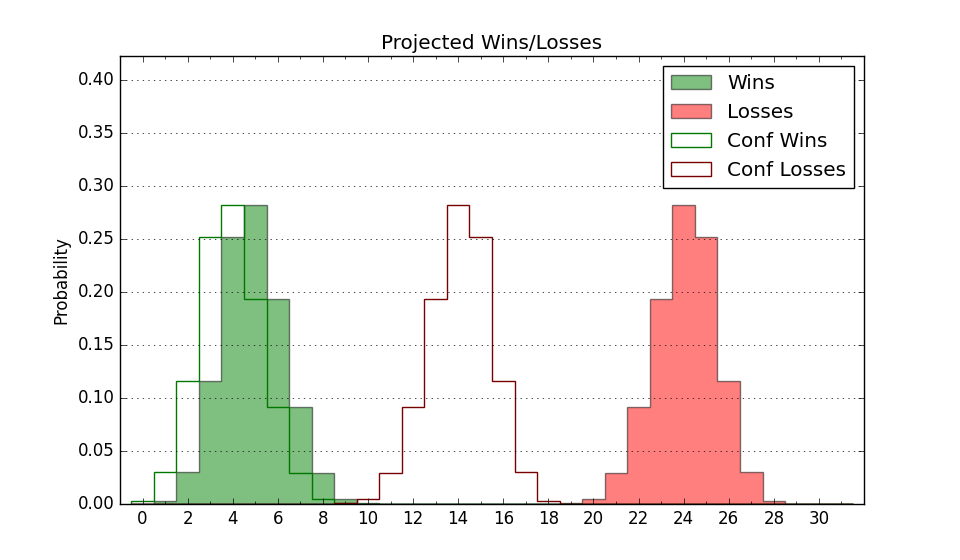 Projected Wins/Losses
Wins
Losses
Conf Wins
Conf Losses
Probability
0.40
0.35
0.30
0.25
0.20
0.15
0.10
0.05
0.00
0 2 4 6 8 10 12 14 16 18 20 22 24 26 28 30